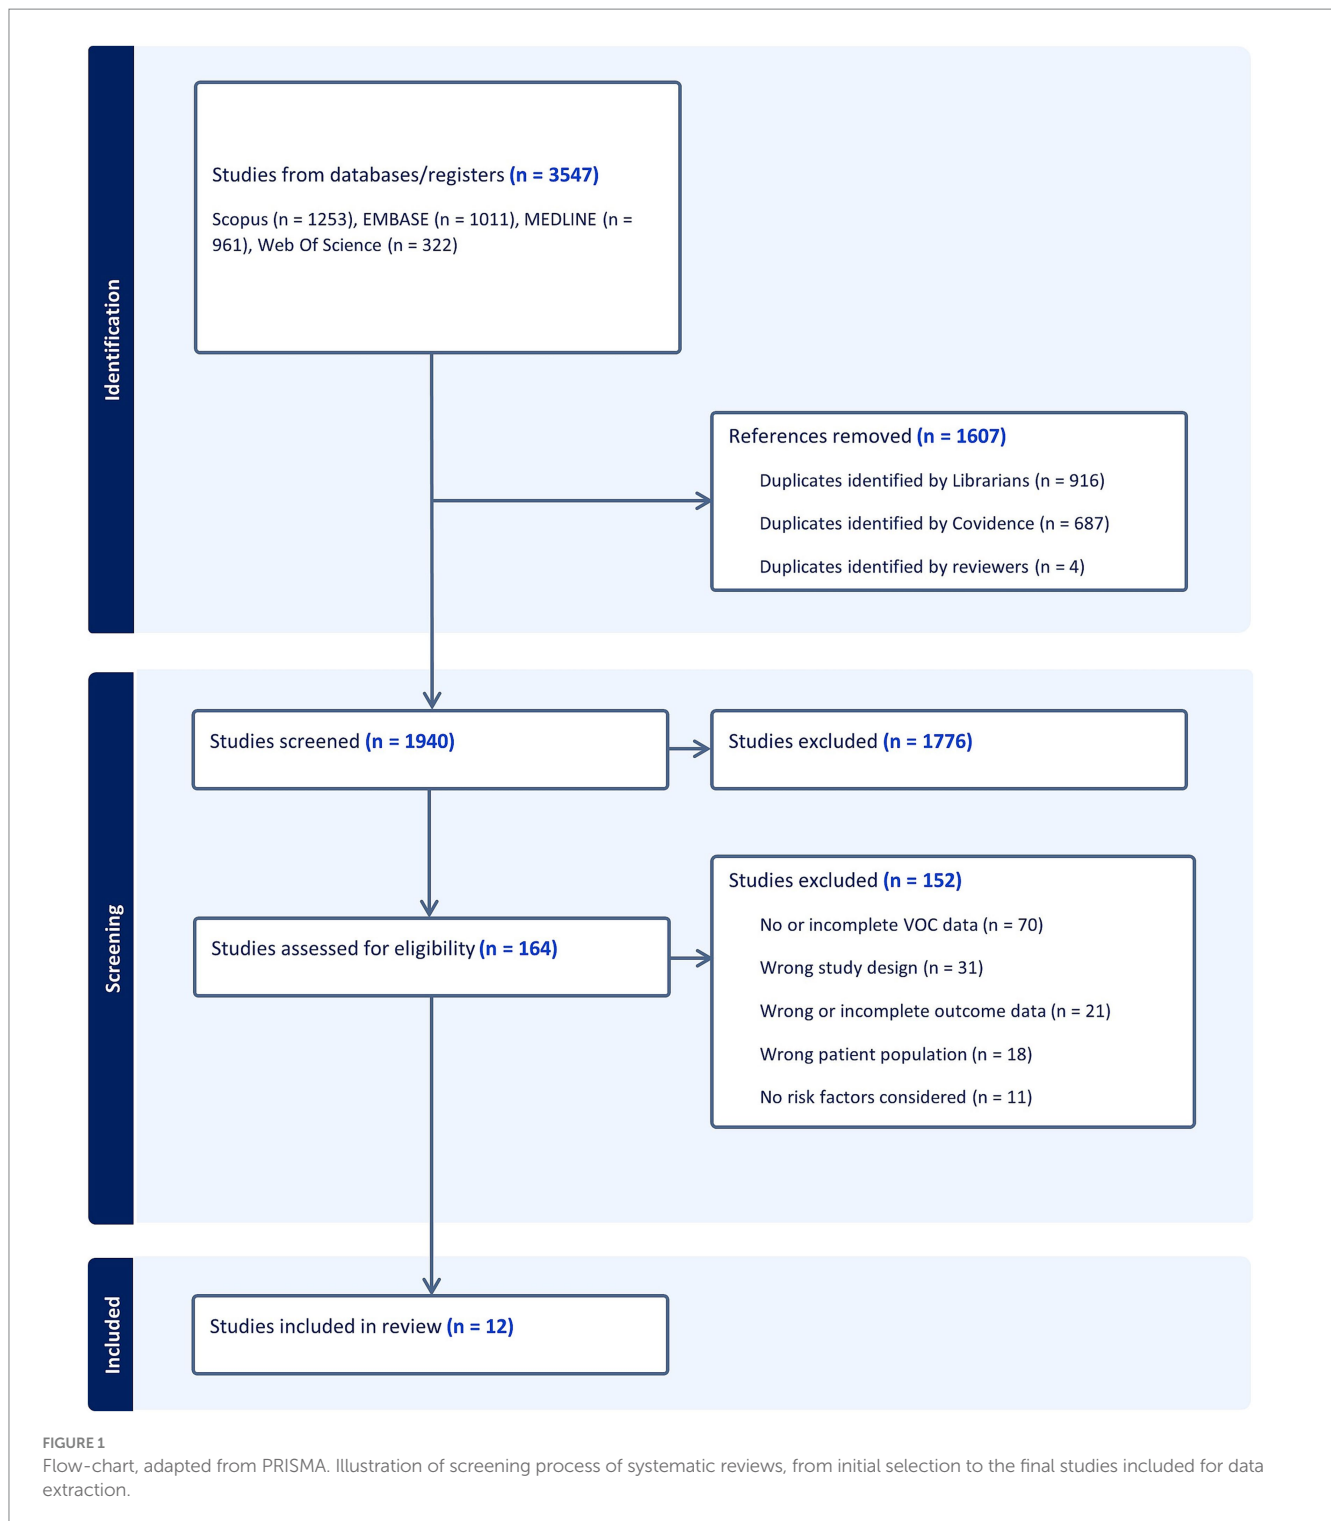 Identification
Studies from databases/registers (n = 3547)
Scopus (n = 1253), EMBASE (n = 1011), MEDLINE (n =
961), Web Of Science (n = 322)
References removed (n = 1607)
Duplicates identified by Librarians (n = 916)
Duplicates identified by Covidence (n = 687)
Duplicates identified by reviewers (n = 4)
Screening
Studies screened (n = 1940)
Studies excluded (n = 1776)
Studies assessed for eligibility (n = 164)
Studies excluded (n = 152)
No or incomplete VOC data (n = 70)
Wrong study design (n = 31)
Wrong or incomplete outcome data (n = 21)
Wrong patient population (n = 18)
No risk factors considered (n = 11)
Included
Studies included in review (n = 12)
FIGURE 1
Flow-chart, adapted from PRISMA. Illustration of screening process of systematic reviews, from initial selection to the final studies included for data
extraction.